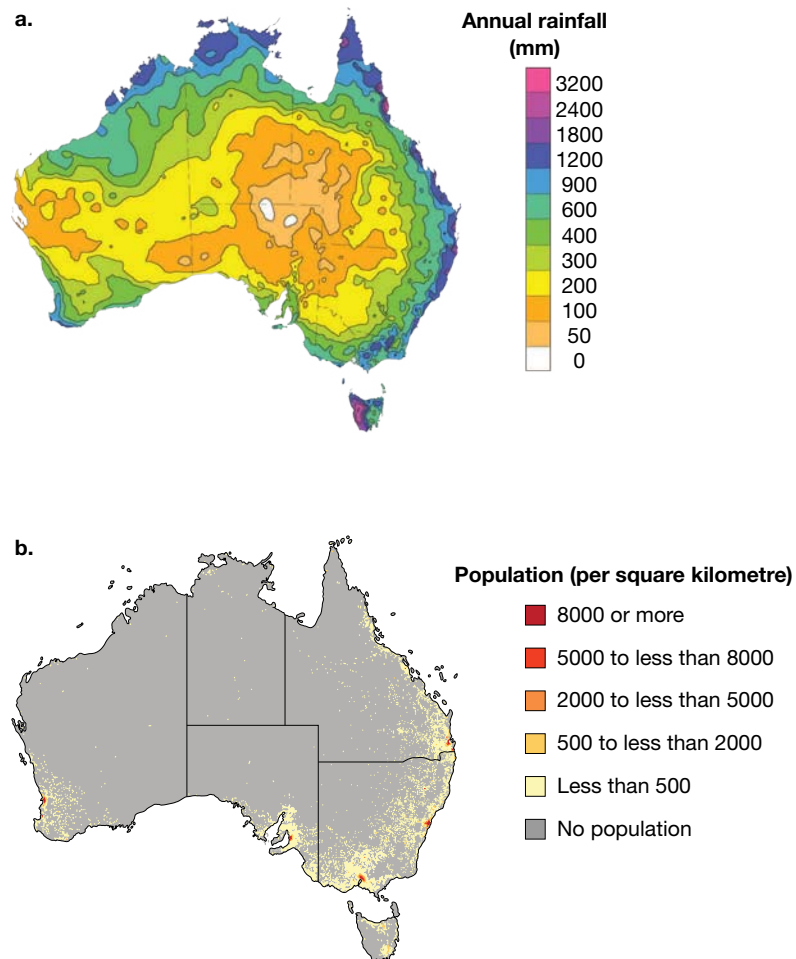 a.
Annual rainfall
(mm)
3200
2400
1800
1200
900
600
400
300
200
100
50
0
b.
Population (per square kilometre)
8000 or more
5000 to less than 8000
2000 to less than 5000
500 to less than 2000
Less than 500
No population